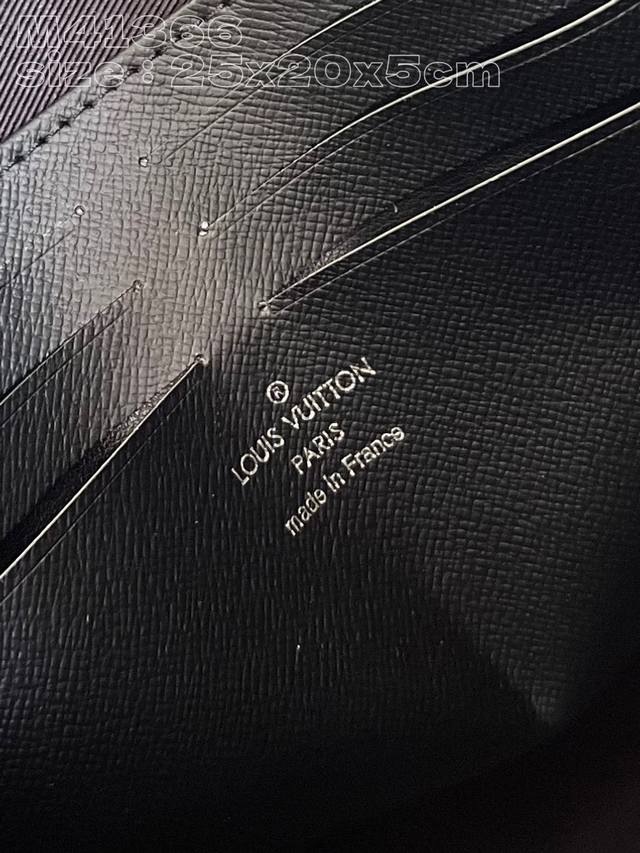 M41366
size : 25x20x5cm
®
LOUIS VUITTON
PARIS
made in France